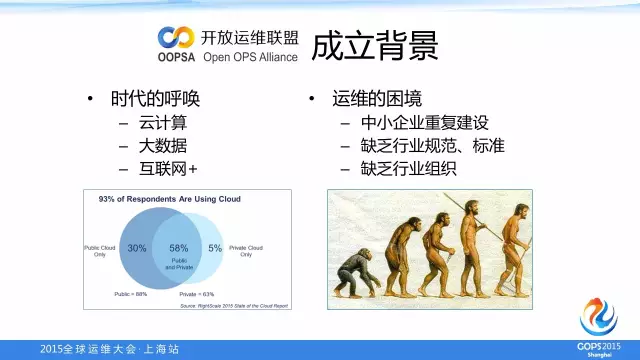 开放运维联盟
OOPSA Open OPS Alliance
成立背景
• 时代的呼唤
– 云计算
– 大数据
– 互联网+
• 运维的困境
– 中小企业重复建设
– 缺乏行业规范、标准
– 缺乏行业组织
93% of Respondents Are Using Cloud
30%
58%
5%
Public Cloud
Only
Public
and Private
Private Cloud
Only
Public = 88%
Private = 63%
Source: RightScale 2015 State of the Cloud Report
2015全球运维大会·上海站
GOPS2015
Shanghai